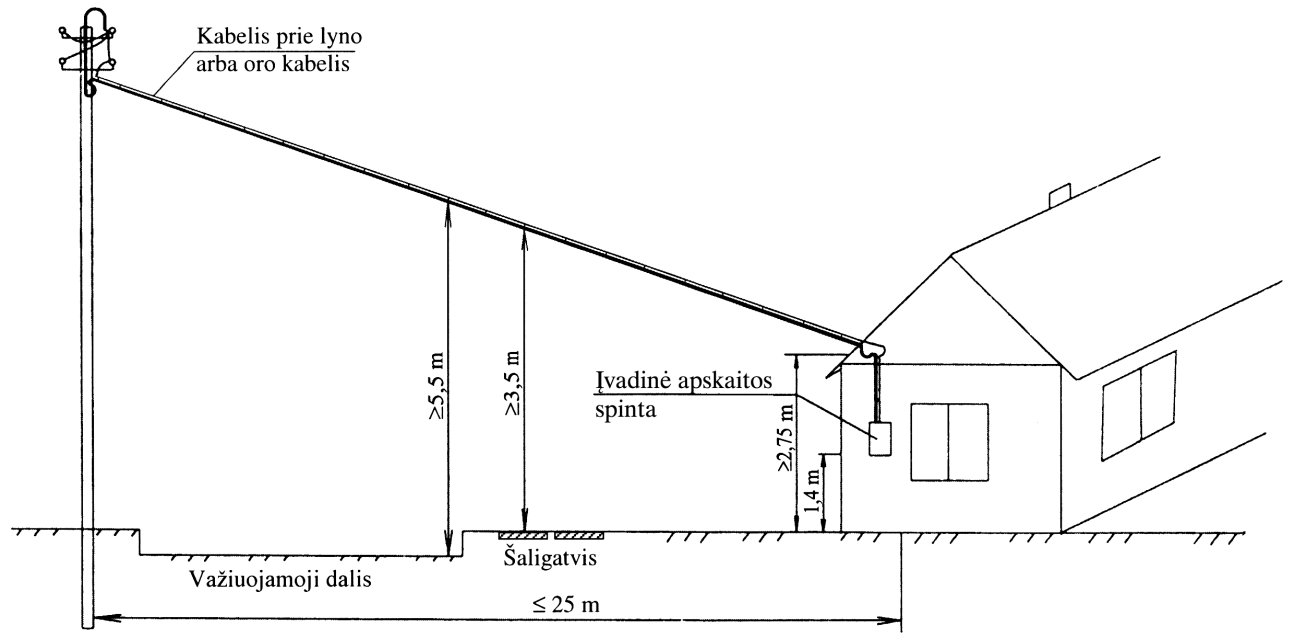 Kabelis prie lyno
arba oro kabelis
≥5,5 m
≥3,5 m
Įvadinė apskaitos
spinta
≥2,75 m
1,4 m
Šaligatvis
Važiuojamoji dalis
≤ 25 m